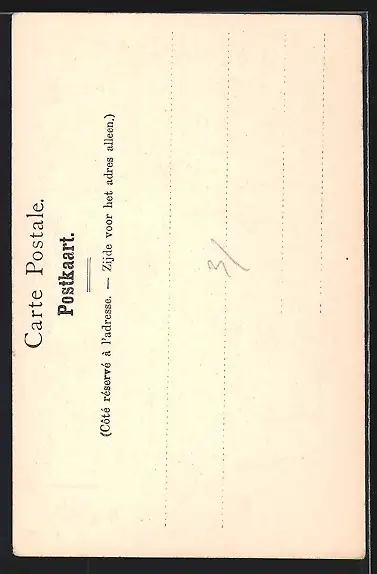 Carte Postale.
Postkaart.
(Côté réservé à l'adresse. — Zijde voor het adres alleen.)
3/